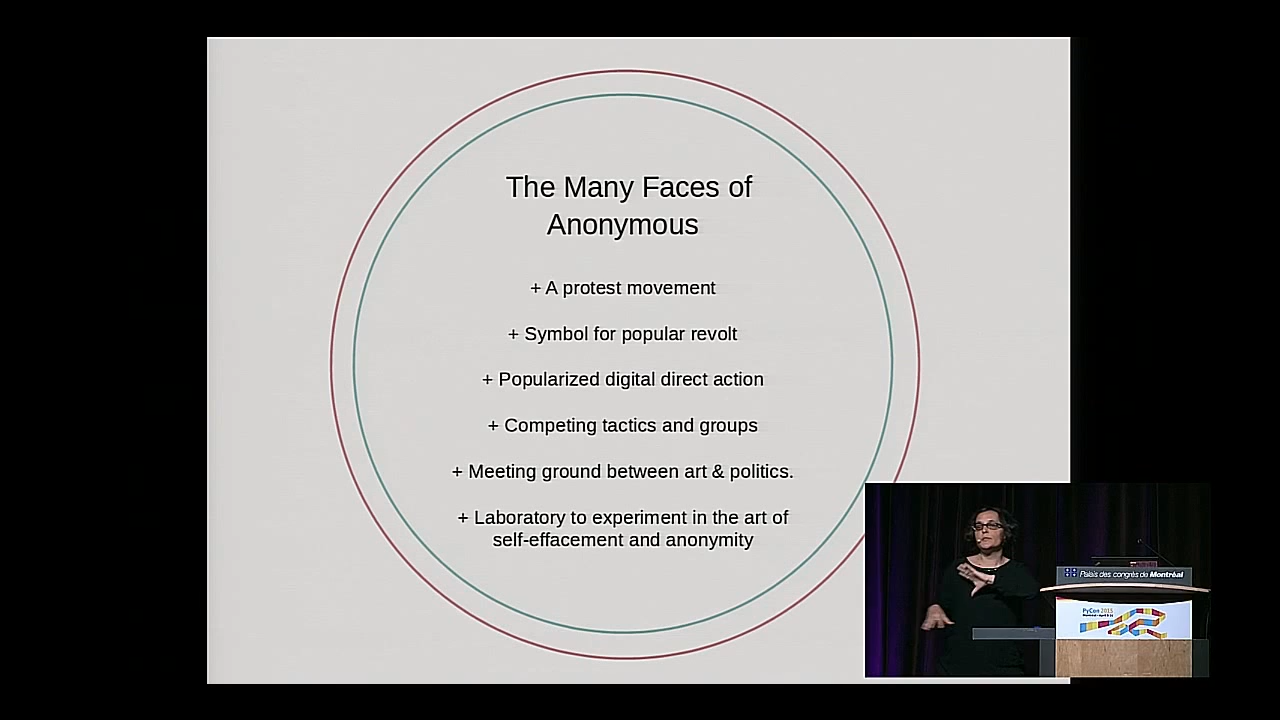 The Many Faces of
Anonymous
+ A protest movement
+ Symbol for popular revolt
+ Popularized digital direct action
+ Competing tactics and groups
+ Meeting ground between art & politics.
+ Laboratory to experiment in the art of
self-effacement and anonymity
Palais des congrès de Montréal
PyCon 2015